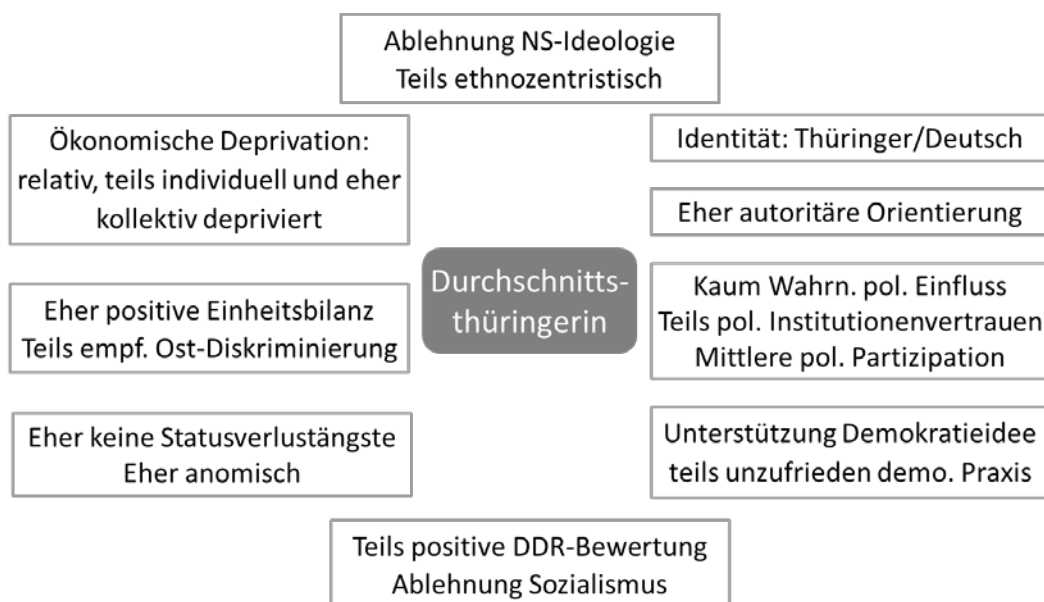 Ablehnung NS-Ideologie
Teils ethnozentristisch
Ökonomische Deprivation:
relativ, teils individuell und eher
kollektiv depriviert
Identität: Thüringer/Deutsch
Eher autoritäre Orientierung
Durchschnitts-
thüringerin
Eher positive Einheitsbilanz
Teils empf. Ost-Diskriminierung
Kaum Wahrn. pol. Einfluss
Teils pol. Institutionenvertrauen
Mittlere pol. Partizipation
Eher keine Statusverlustängste
Eher anomisch
Unterstützung Demokratieidee
teils unzufrieden demo. Praxis
Teils positive DDR-Bewertung
Ablehnung Sozialismus